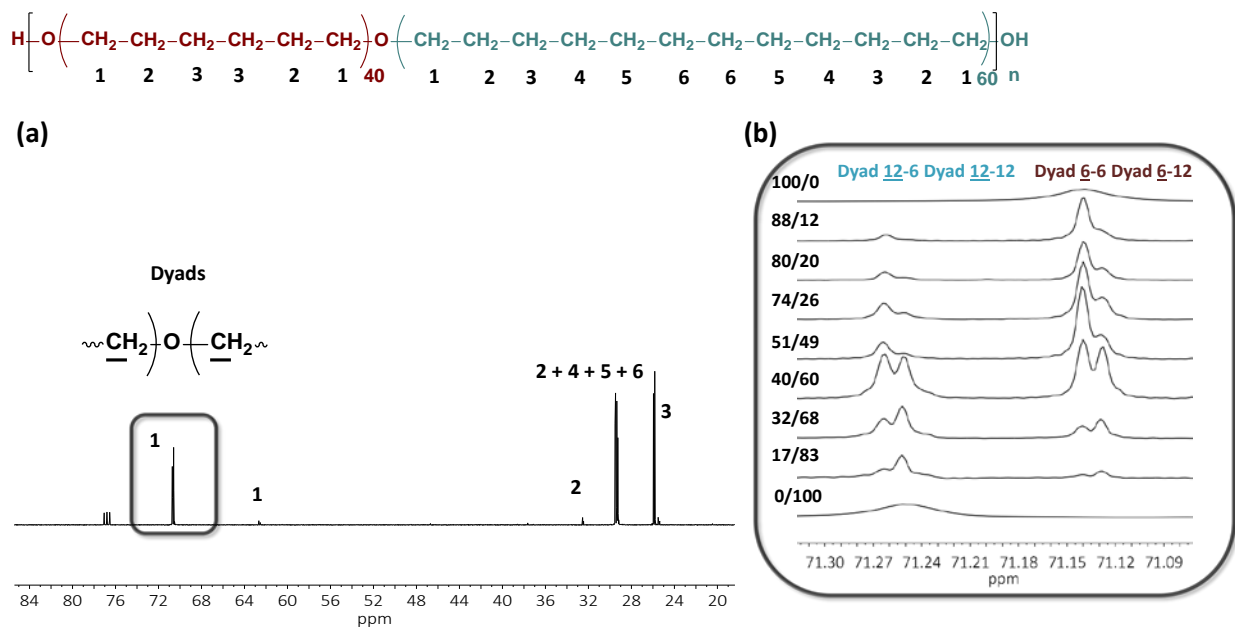 H O ( CH₂–CH₂–CH₂–CH₂–CH₂–CH₂ ) O ( CH₂–CH₂–CH₂–CH₂–CH₂–CH₂–CH₂–CH₂–CH₂–CH₂–CH₂–CH₂ ) OH
1 2 3 3 2 1 40 1 2 3 4 5 6 6 5 4 3 2 1 60 n
(a)
Dyads
CH₂ ) O ( CH₂
1
1
2
2 + 4 + 5 + 6
3
84 80 76 72 68 64 60 56 52 48 44 40 36 32 28 24 20
ppm
(b)
Dyad 12-6 Dyad 12-12 Dyad 6-6 Dyad 6-12
100/0
88/12
80/20
74/26
51/49
40/60
32/68
17/83
0/100
71.30 71.27 71.24 71.21 71.18 71.15 71.12 71.09
ppm